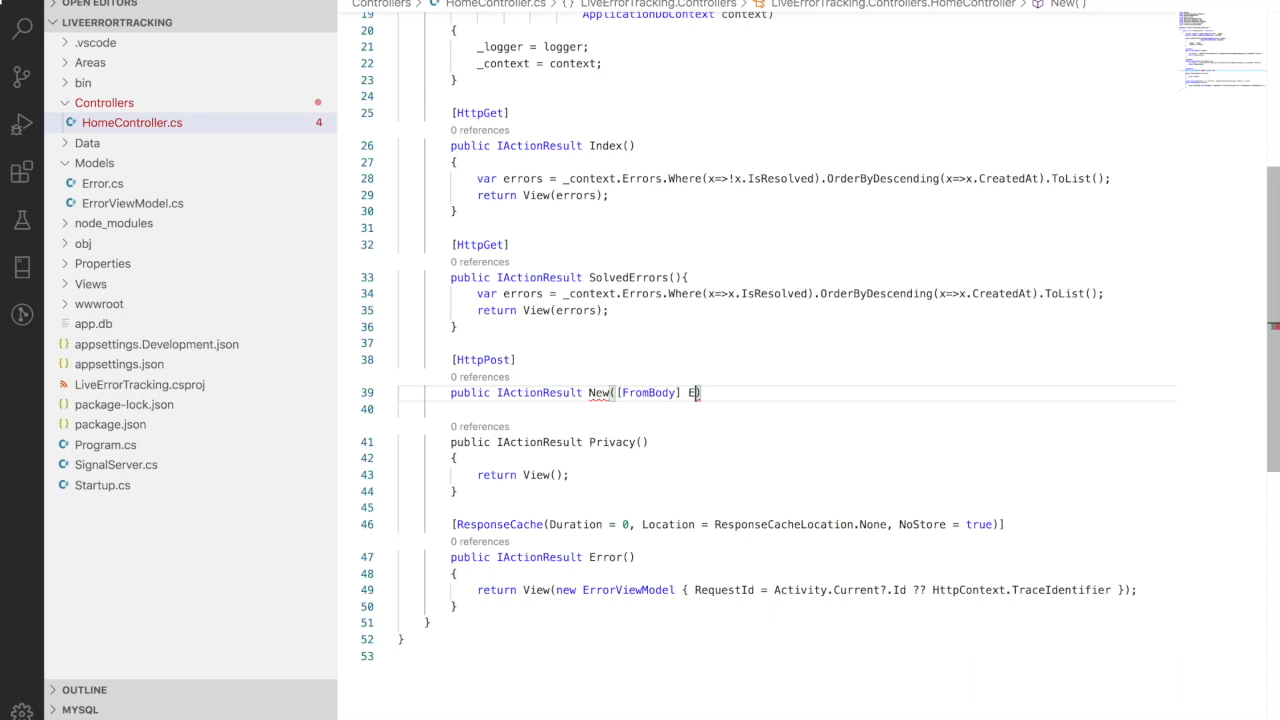 OPEN EDITORS
LIVEERRORTRACKING
.vscode
Areas
bin
Controllers
HomeController.cs 4
Data
Models
Error.cs
ErrorViewModel.cs
node_modules
obj
Properties
Views
wwwroot
app.db
appsettings.Development.json
appsettings.json
LiveErrorTracking.csproj
package-lock.json
package.json
Program.cs
SignalServer.cs
Startup.cs
OUTLINE
MYSQL
Controllers > HomeController.cs > {} LiveErrorTracking.Controllers > LiveErrorTracking.Controllers.HomeController > New()
19 ApplicationDbContext context)
20 {
21 _logger = logger;
22 _context = context;
23 }
24
25 [HttpGet]
0 references
26 public IActionResult Index()
27 {
28 var errors = _context.Errors.Where(x=>!x.IsResolved).OrderByDescending(x=>x.CreatedAt).ToList();
29 return View(errors);
30 }
31
32 [HttpGet]
0 references
33 public IActionResult SolvedErrors(){
34 var errors = _context.Errors.Where(x=>x.IsResolved).OrderByDescending(x=>x.CreatedAt).ToList();
35 return View(errors);
36 }
37
38 [HttpPost]
0 references
39 public IActionResult New([FromBody] E)
40
0 references
41 public IActionResult Privacy()
42 {
43 return View();
44 }
45
46 [ResponseCache(Duration = 0, Location = ResponseCacheLocation.None, NoStore = true)]
0 references
47 public IActionResult Error()
48 {
49 return View(new ErrorViewModel { RequestId = Activity.Current?.Id ?? HttpContext.TraceIdentifier });
50 }
51 }
52 }
53